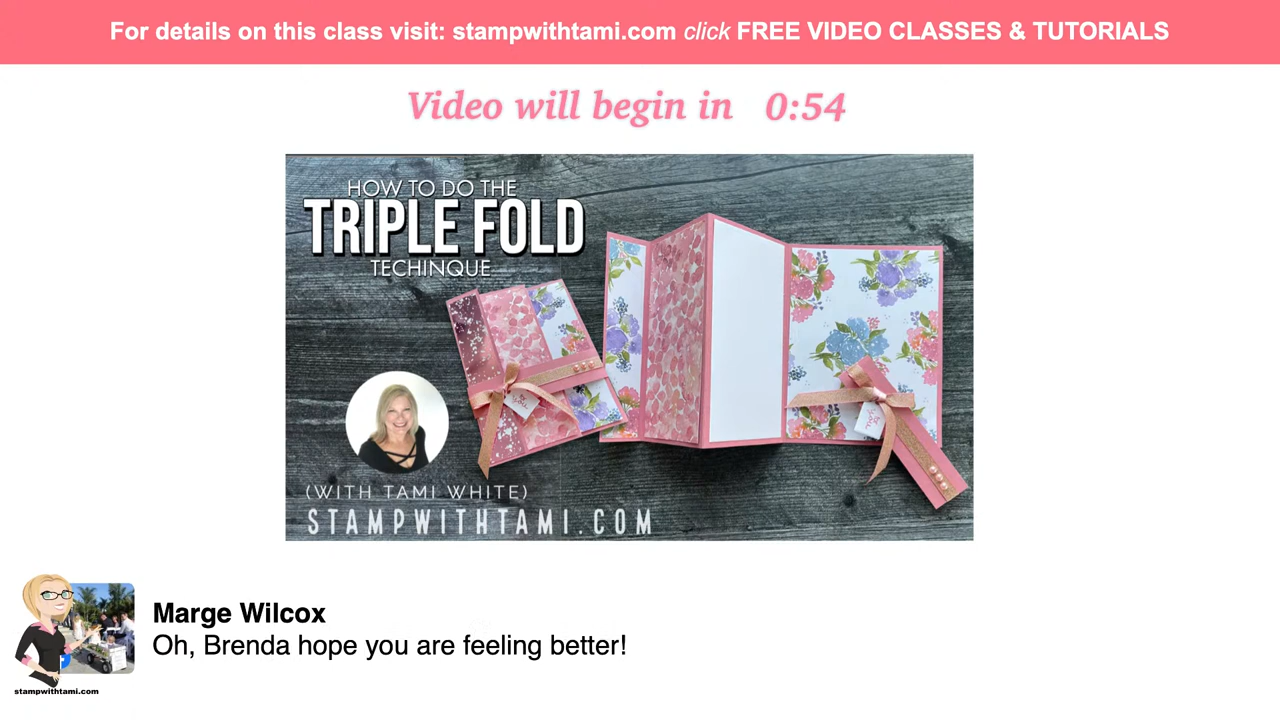 For details on this class visit: stampwithtami.com click FREE VIDEO CLASSES & TUTORIALS
Video will begin in 0:54
HOW TO DO THE
TRIPLE FOLD
TECHINQUE
(WITH TAMI WHITE)
STAMPWITHTAMI.COM
Marge Wilcox
Oh, Brenda hope you are feeling better!
stampwithtami.com